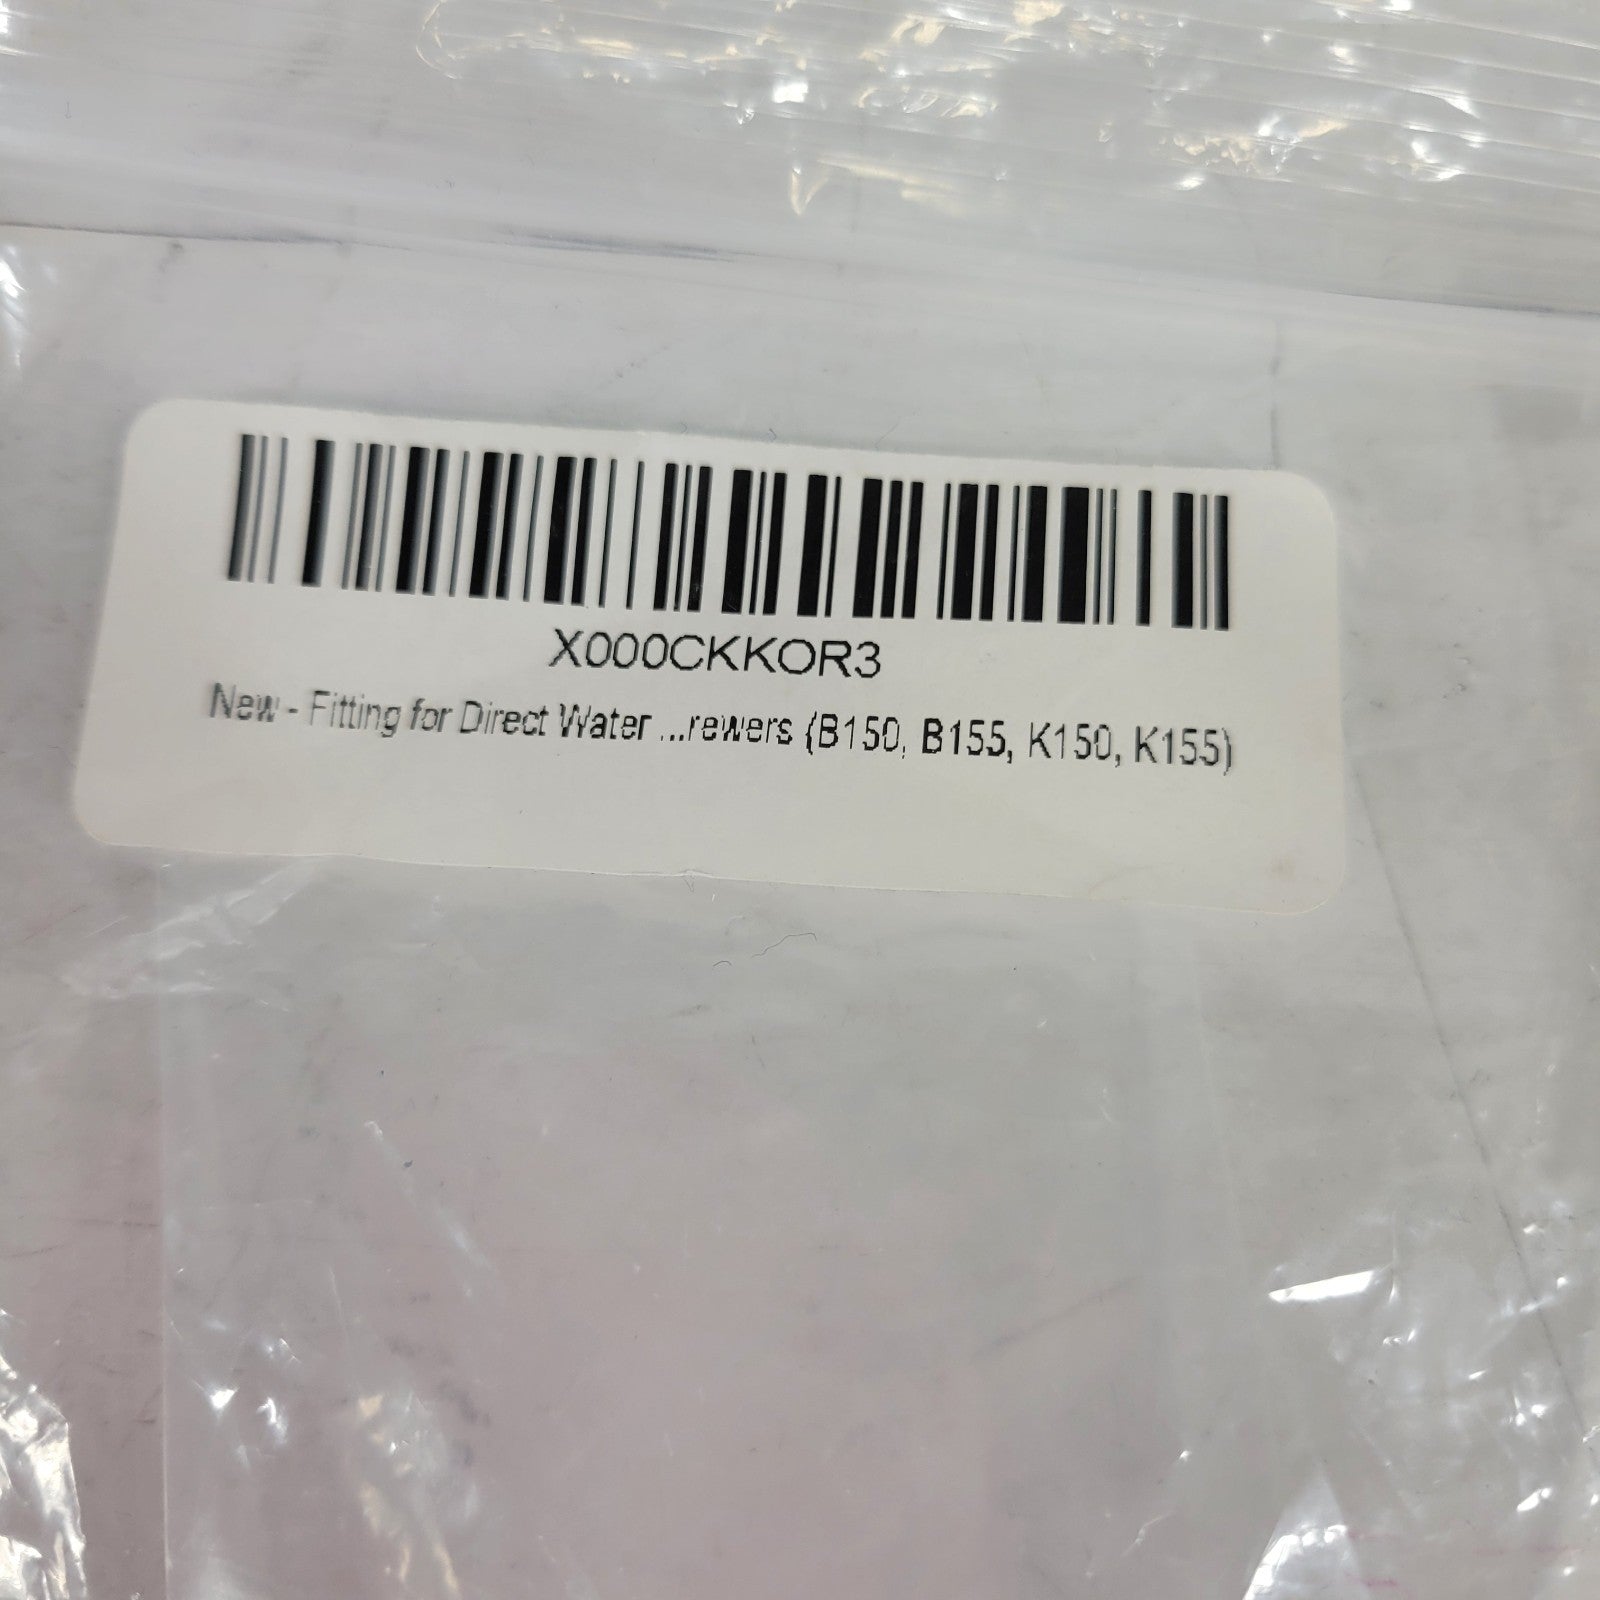 X000CKKOR3
New - Fitting for Direct Water ...rewers (B150, B155, K150, K155)